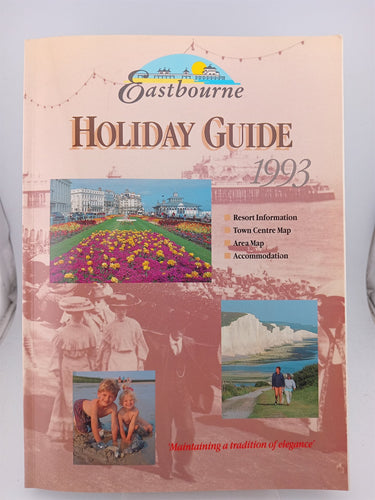 Eastbourne
HOLIDAY GUIDE
1993
Resort Information
Town Centre Map
Area Map
Accommodation
'Maintaining a tradition of elegance'